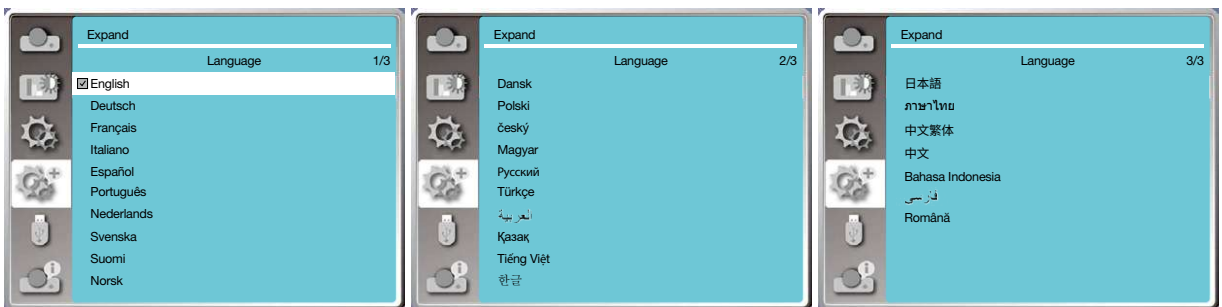 Expand
Language 1/3
English
Deutsch
Français
Italiano
Español
Português
Nederlands
Svenska
Suomi
Norsk
Expand
Language 2/3
Dansk
Polski
český
Magyar
Русский
Türkçe
العربية
Қазақ
Tiếng Việt
한글
Expand
Language 3/3
日本語
ภาษาไทย
中文繁体
中文
Bahasa Indonesia
فارسی
Română